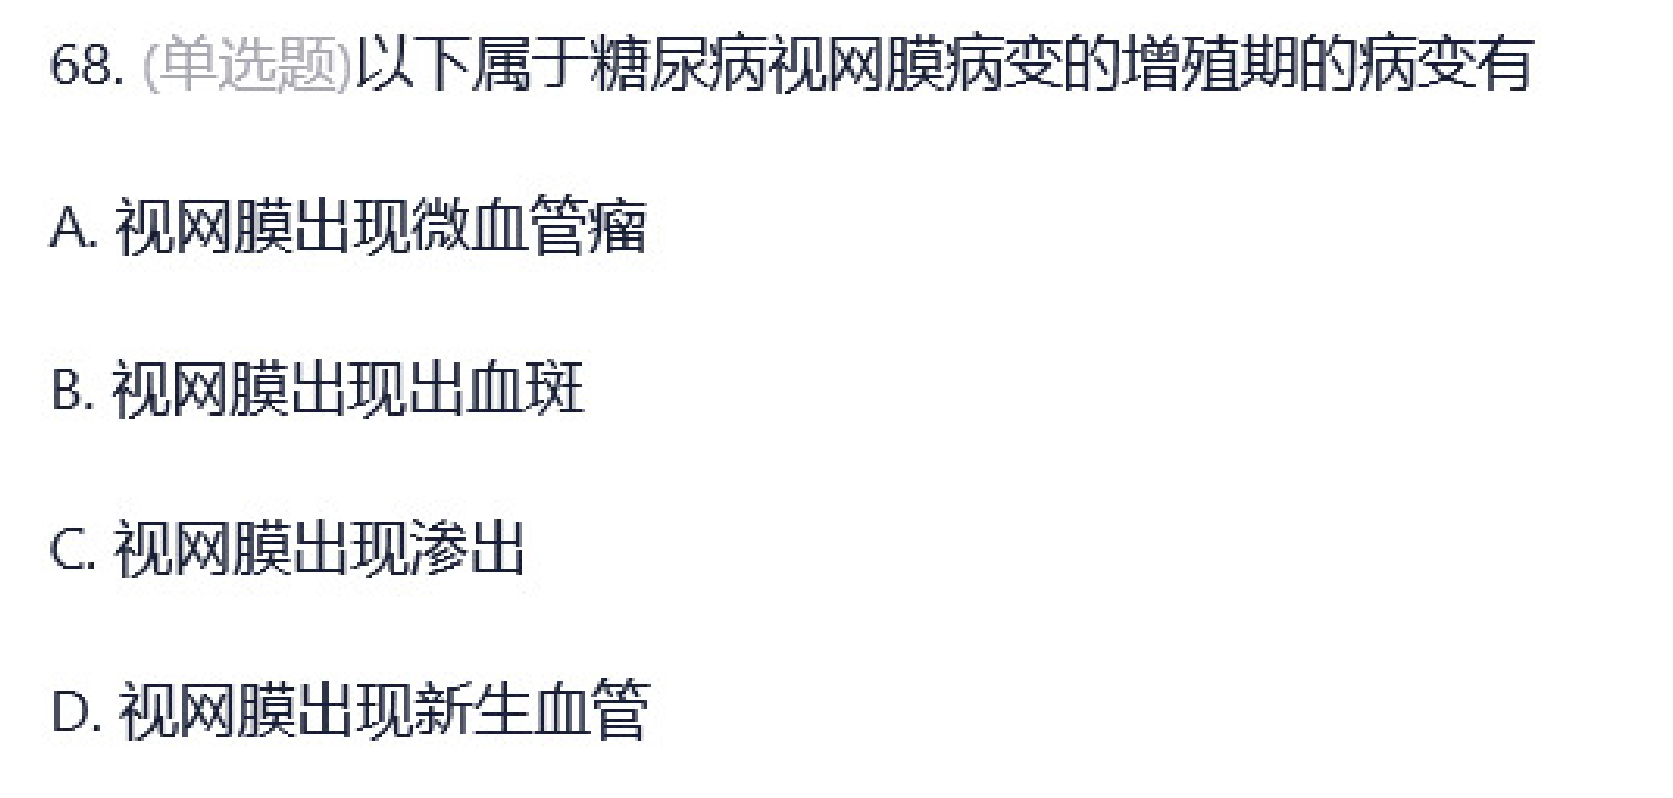 68. (单选题)以下属于糖尿病视网膜病变的增殖期的病变有
A. 视网膜出现微血管瘤
B. 视网膜出现出血斑
C. 视网膜出现渗出
D. 视网膜出现新生血管